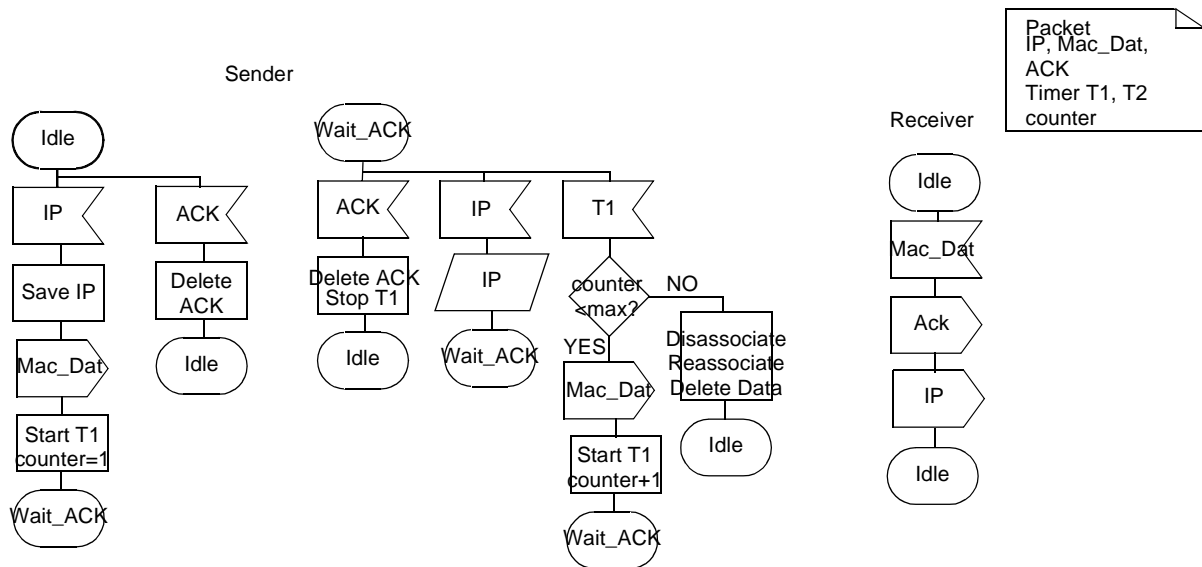 Packet
IP, Mac_Dat,
ACK
Timer T1, T2
counter
Sender
Receiver
Idle
IP
Save IP
Mac_Dat
Start T1
counter=1
Wait_ACK
ACK
Delete
ACK
Idle
Wait_ACK
ACK
Delete ACK
Stop T1
Idle
IP
IP
Wait_ACK
T1
counter
<max?
NO
YES
Mac_Dat
Start T1
counter+1
Wait_ACK
Disassociate
Reassociate
Delete Data
Idle
Idle
Mac_Dat
Ack
IP
Idle